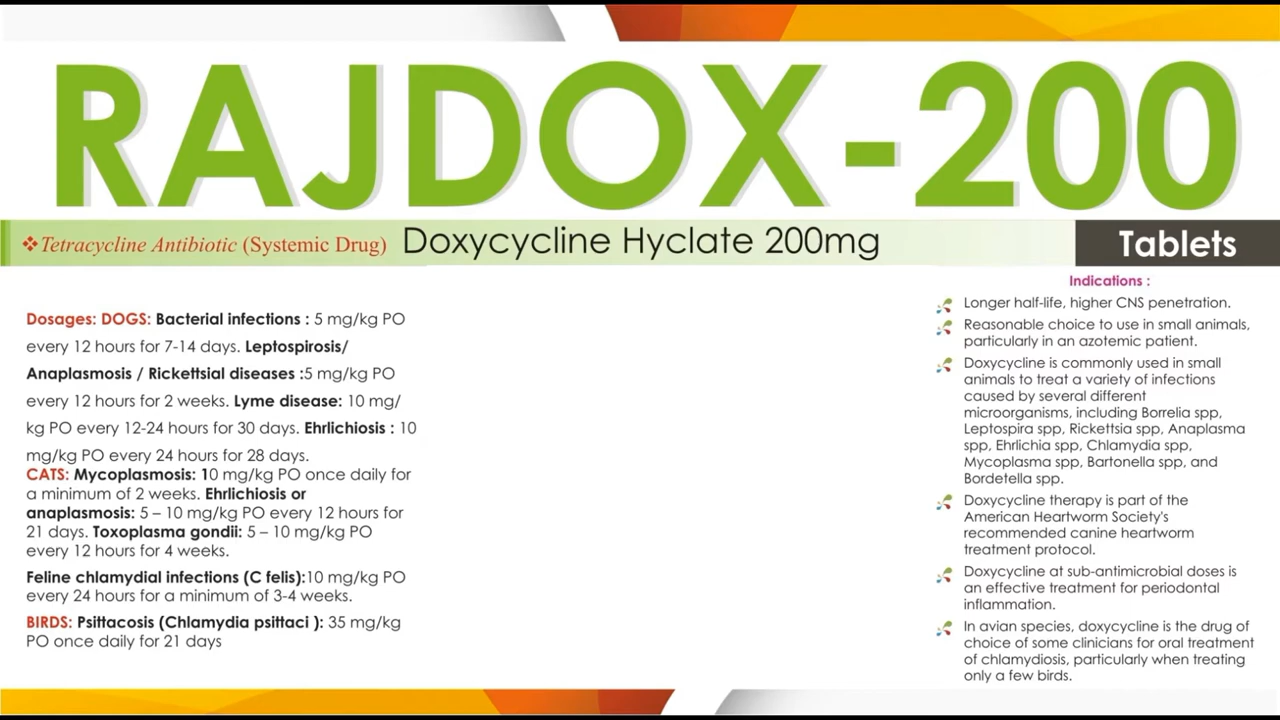 RAJDOX-200
❖Tetracycline Antibiotic (Systemic Drug) Doxycycline Hyclate 200mg
Tablets
Dosages: DOGS: Bacterial infections : 5 mg/kg PO
every 12 hours for 7-14 days. Leptospirosis/
Anaplasmosis / Rickettsial diseases :5 mg/kg PO
every 12 hours for 2 weeks. Lyme disease: 10 mg/
kg PO every 12-24 hours for 30 days. Ehrlichiosis : 10
mg/kg PO every 24 hours for 28 days.
CATS: Mycoplasmosis: 10 mg/kg PO once daily for
a minimum of 2 weeks. Ehrlichiosis or
anaplasmosis: 5 – 10 mg/kg PO every 12 hours for
21 days. Toxoplasma gondii: 5 – 10 mg/kg PO
every 12 hours for 4 weeks.
Feline chlamydial infections (C felis):10 mg/kg PO
every 24 hours for a minimum of 3-4 weeks.
BIRDS: Psittacosis (Chlamydia psittaci ): 35 mg/kg
PO once daily for 21 days
Indications :
Longer half-life, higher CNS penetration.
Reasonable choice to use in small animals,
particularly in an azotemic patient.
Doxycycline is commonly used in small
animals to treat a variety of infections
caused by several different
microorganisms, including Borrelia spp,
Leptospira spp, Rickettsia spp, Anaplasma
spp, Ehrlichia spp, Chlamydia spp,
Mycoplasma spp, Bartonella spp, and
Bordetella spp.
Doxycycline therapy is part of the
American Heartworm Society's
recommended canine heartworm
treatment protocol.
Doxycycline at sub-antimicrobial doses is
an effective treatment for periodontal
inflammation.
In avian species, doxycycline is the drug of
choice of some clinicians for oral treatment
of chlamydiosis, particularly when treating
only a few birds.